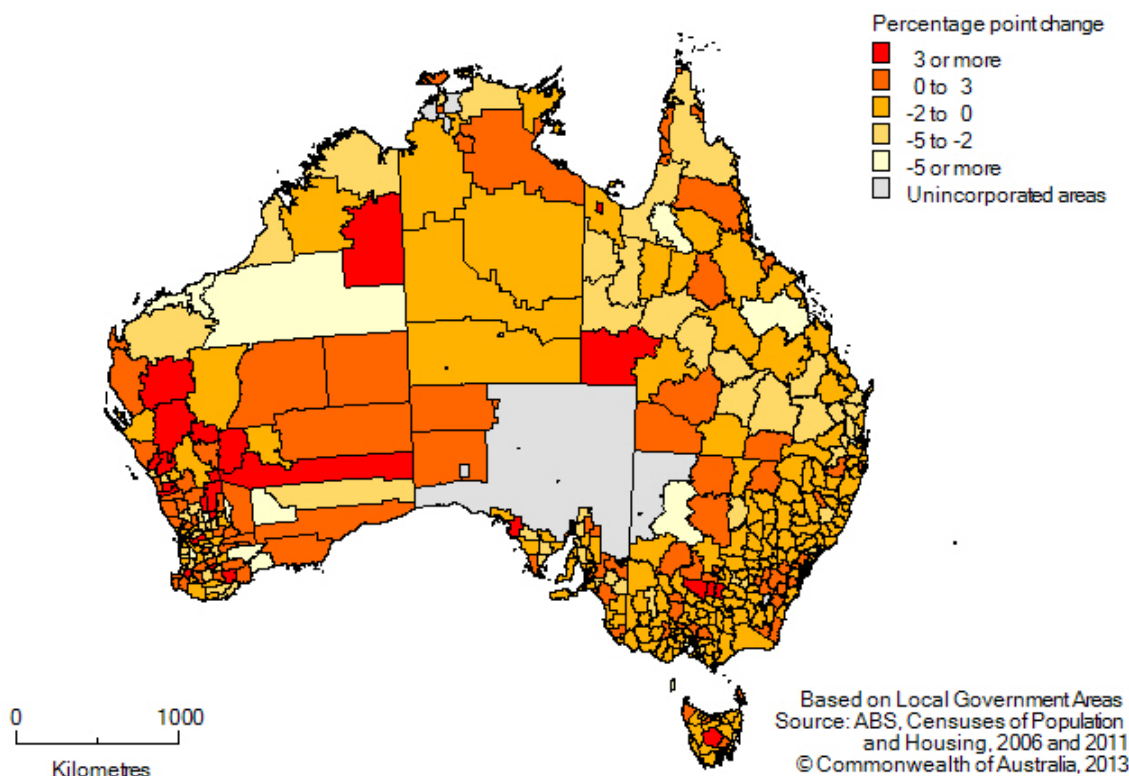 Percentage point change
3 or more
0 to 3
-2 to 0
-5 to -2
-5 or more
Unincorporated areas
0 1000
Kilometres
Based on Local Government Areas
Source: ABS, Censuses of Population
and Housing, 2006 and 2011
© Commonwealth of Australia, 2013